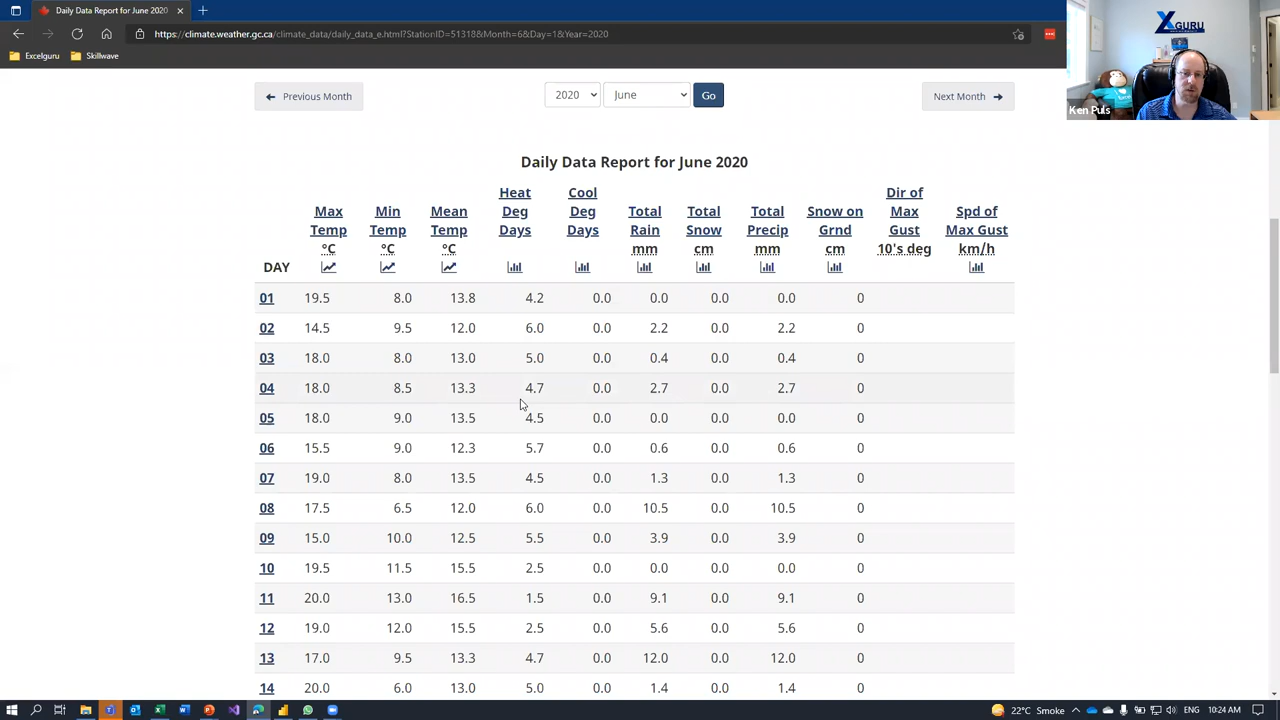 Daily Data Report for June 2020
https://climate.weather.gc.ca/climate_data/daily_data_e.html?StationID=51338&Month=6&Day=1&Year=2020
Excelguru
Skillwave
XGURU
Ken Puls
Previous Month
2020
June
Go
Next Month
Daily Data Report for June 2020
DAY Max Temp °C Min Temp °C Mean Temp °C Heat Deg Days Cool Deg Days Total Rain mm Total Snow cm Total Precip mm Snow on Grnd cm Dir of Max Gust 10's deg Spd of Max Gust km/h
01 19.5 8.0 13.8 4.2 0.0 0.0 0.0 0.0 0
02 14.5 9.5 12.0 6.0 0.0 2.2 0.0 2.2 0
03 18.0 8.0 13.0 5.0 0.0 0.4 0.0 0.4 0
04 18.0 8.5 13.3 4.7 0.0 2.7 0.0 2.7 0
05 18.0 9.0 13.5 4.5 0.0 0.0 0.0 0.0 0
06 15.5 9.0 12.3 5.7 0.0 0.6 0.0 0.6 0
07 19.0 8.0 13.5 4.5 0.0 1.3 0.0 1.3 0
08 17.5 6.5 12.0 6.0 0.0 10.5 0.0 10.5 0
09 15.0 10.0 12.5 5.5 0.0 3.9 0.0 3.9 0
10 19.5 11.5 15.5 2.5 0.0 0.0 0.0 0.0 0
11 20.0 13.0 16.5 1.5 0.0 9.1 0.0 9.1 0
12 19.0 12.0 15.5 2.5 0.0 5.6 0.0 5.6 0
13 17.0 9.5 13.3 4.7 0.0 12.0 0.0 12.0 0
14 20.0 6.0 13.0 5.0 0.0 1.4 0.0 1.4 0
22°C Smoke
ENG
10:24 AM